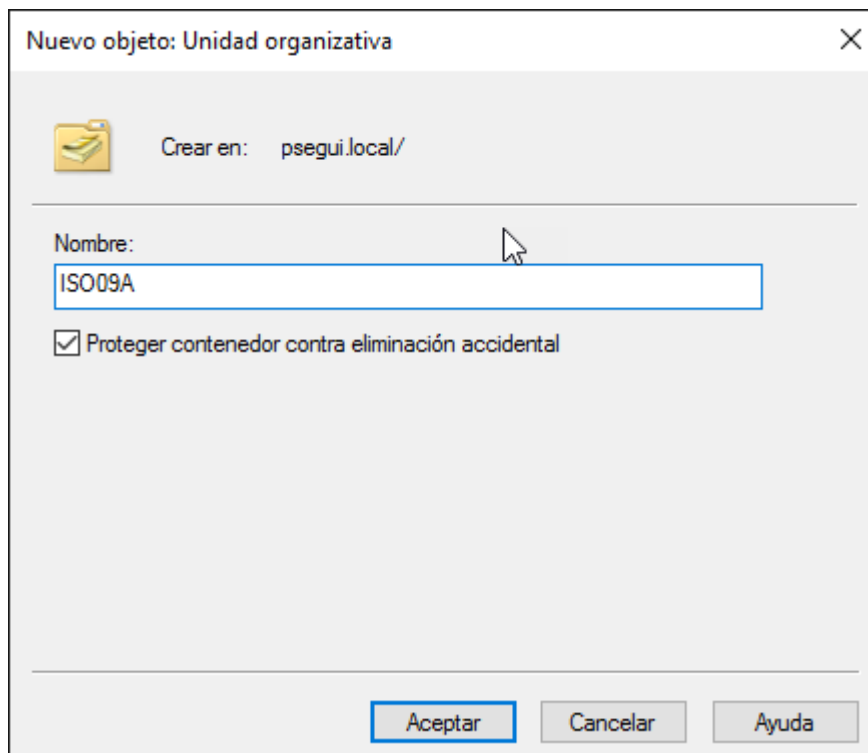 Nuevo objeto: Unidad organizativa
Crear en: psegui.local/
Nombre:
ISO09A
Proteger contenedor contra eliminación accidental
Aceptar Cancelar Ayuda